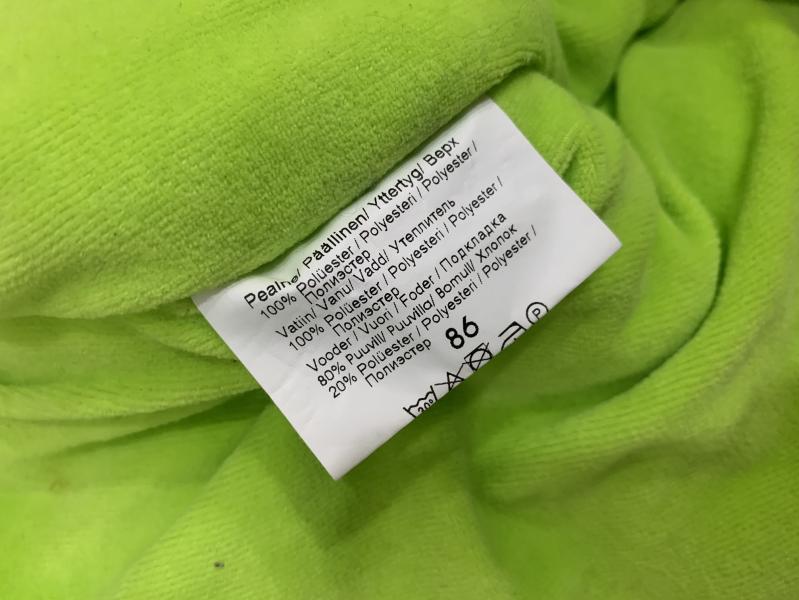 Pealne/ Päällinen/ Yttertyg/ Верх
100% Polüester / Polyesteri / Polyester /
Полиэстер
Vatiin/ Vanu/ Vadd/ Утеплитель
100% Polüester / Polyesteri / Polyester /
Полиэстер
Vooder / Vuori / Foder / Подкладка
80% Puuvill/ Puuvilla/ Bomull/ Хлопок
20% Polüester / Polyesteri / Polyester /
Полиэстер
86
30° P